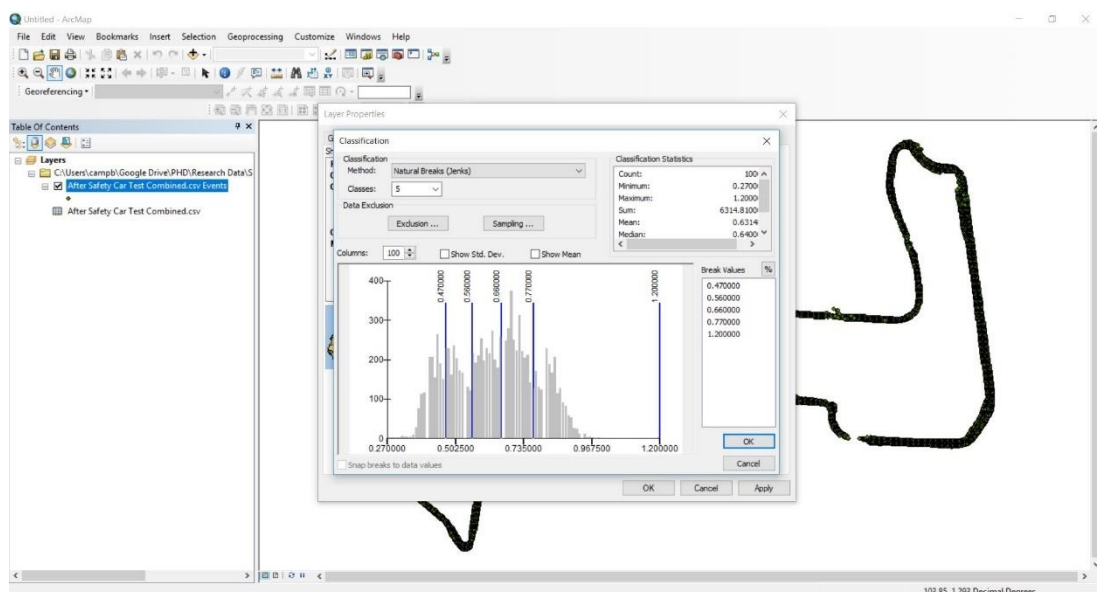 Untitled - ArcMap
File Edit View Bookmarks Insert Selection Geoprocessing Customize Windows Help
Georeferencing
Table Of Contents
Layers
C:\Users\campb\Google Drive\PHD\Research Data\S
After Safety Car Test Combined.csv Events
After Safety Car Test Combined.csv
Layer Properties
Classification
Classification
Method: Natural Breaks (Jenks)
Classes: 5
Data Exclusion
Exclusion ... Sampling ...
Classification Statistics
Count: 100
Minimum: 0.2700
Maximum: 1.2000
Sum: 6314.8100
Mean: 0.6314
Median: 0.6400
Columns: 100 Show Std. Dev. Show Mean
Break Values %
0.470000
0.560000
0.660000
0.770000
1.200000
0.470000 0.560000 0.660000 0.770000 1.200000
400
300
200
100
0
0.270000 0.502500 0.735000 0.967500 1.200000
Snap breaks to data values
OK
Cancel
OK Cancel Apply
103.85 1.293 Decimal Degrees